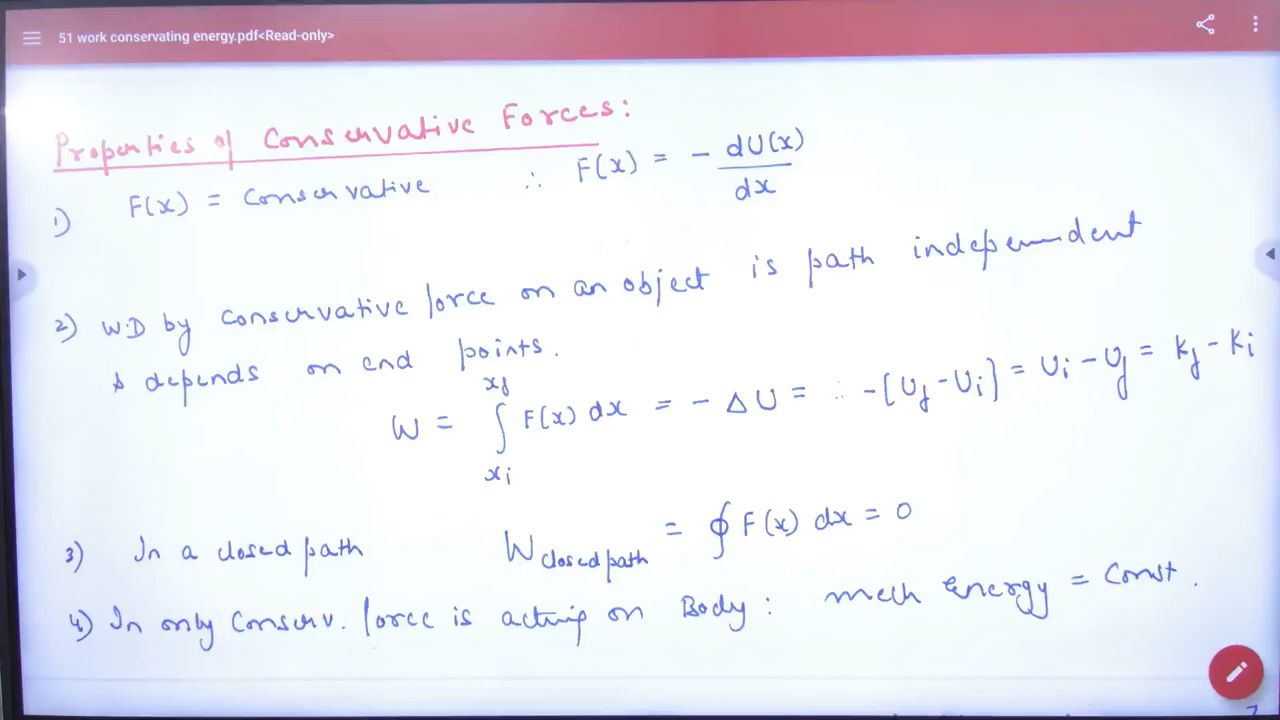 51 work conservating energy.pdf<Read-only>
Properties of Conservative Forces:
1) F(x) = Conservative ∴ F(x) = - dU(x)/dx
2) W.D by conservative force on an object is path independent
& depends on end points.
W = ∫_{xi}^{xf} F(x) dx = - ΔU = ∴ -[Uf - Ui] = Ui - Uf = Kf - Ki
3) In a closed path W closed path = ∮ F(x) dx = 0
4) In only Conserv. force is acting on Body : mech Energy = Const.
7